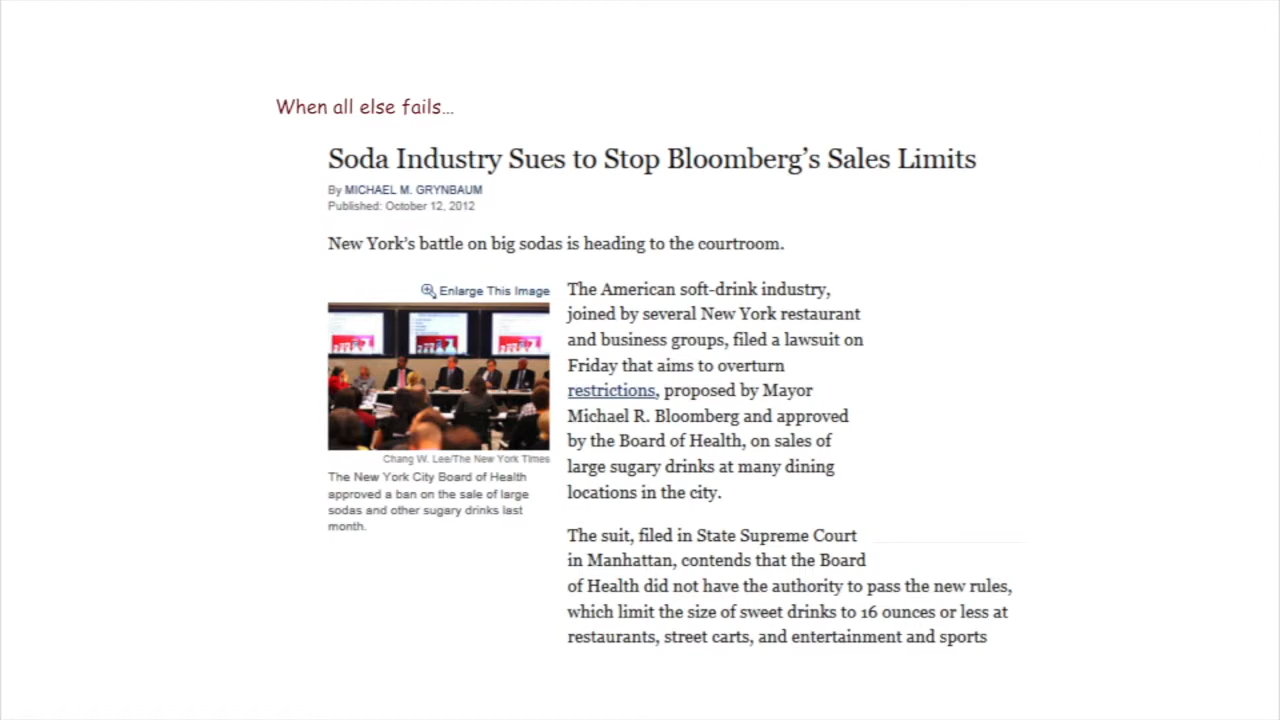 When all else fails...
Soda Industry Sues to Stop Bloomberg's Sales Limits
By MICHAEL M. GRYNBAUM
Published: October 12, 2012
New York's battle on big sodas is heading to the courtroom.
Enlarge This Image
Chang W. Lee/The New York Times
The New York City Board of Health
approved a ban on the sale of large
sodas and other sugary drinks last
month.
The American soft-drink industry,
joined by several New York restaurant
and business groups, filed a lawsuit on
Friday that aims to overturn
restrictions, proposed by Mayor
Michael R. Bloomberg and approved
by the Board of Health, on sales of
large sugary drinks at many dining
locations in the city.
The suit, filed in State Supreme Court
in Manhattan, contends that the Board
of Health did not have the authority to pass the new rules,
which limit the size of sweet drinks to 16 ounces or less at
restaurants, street carts, and entertainment and sports